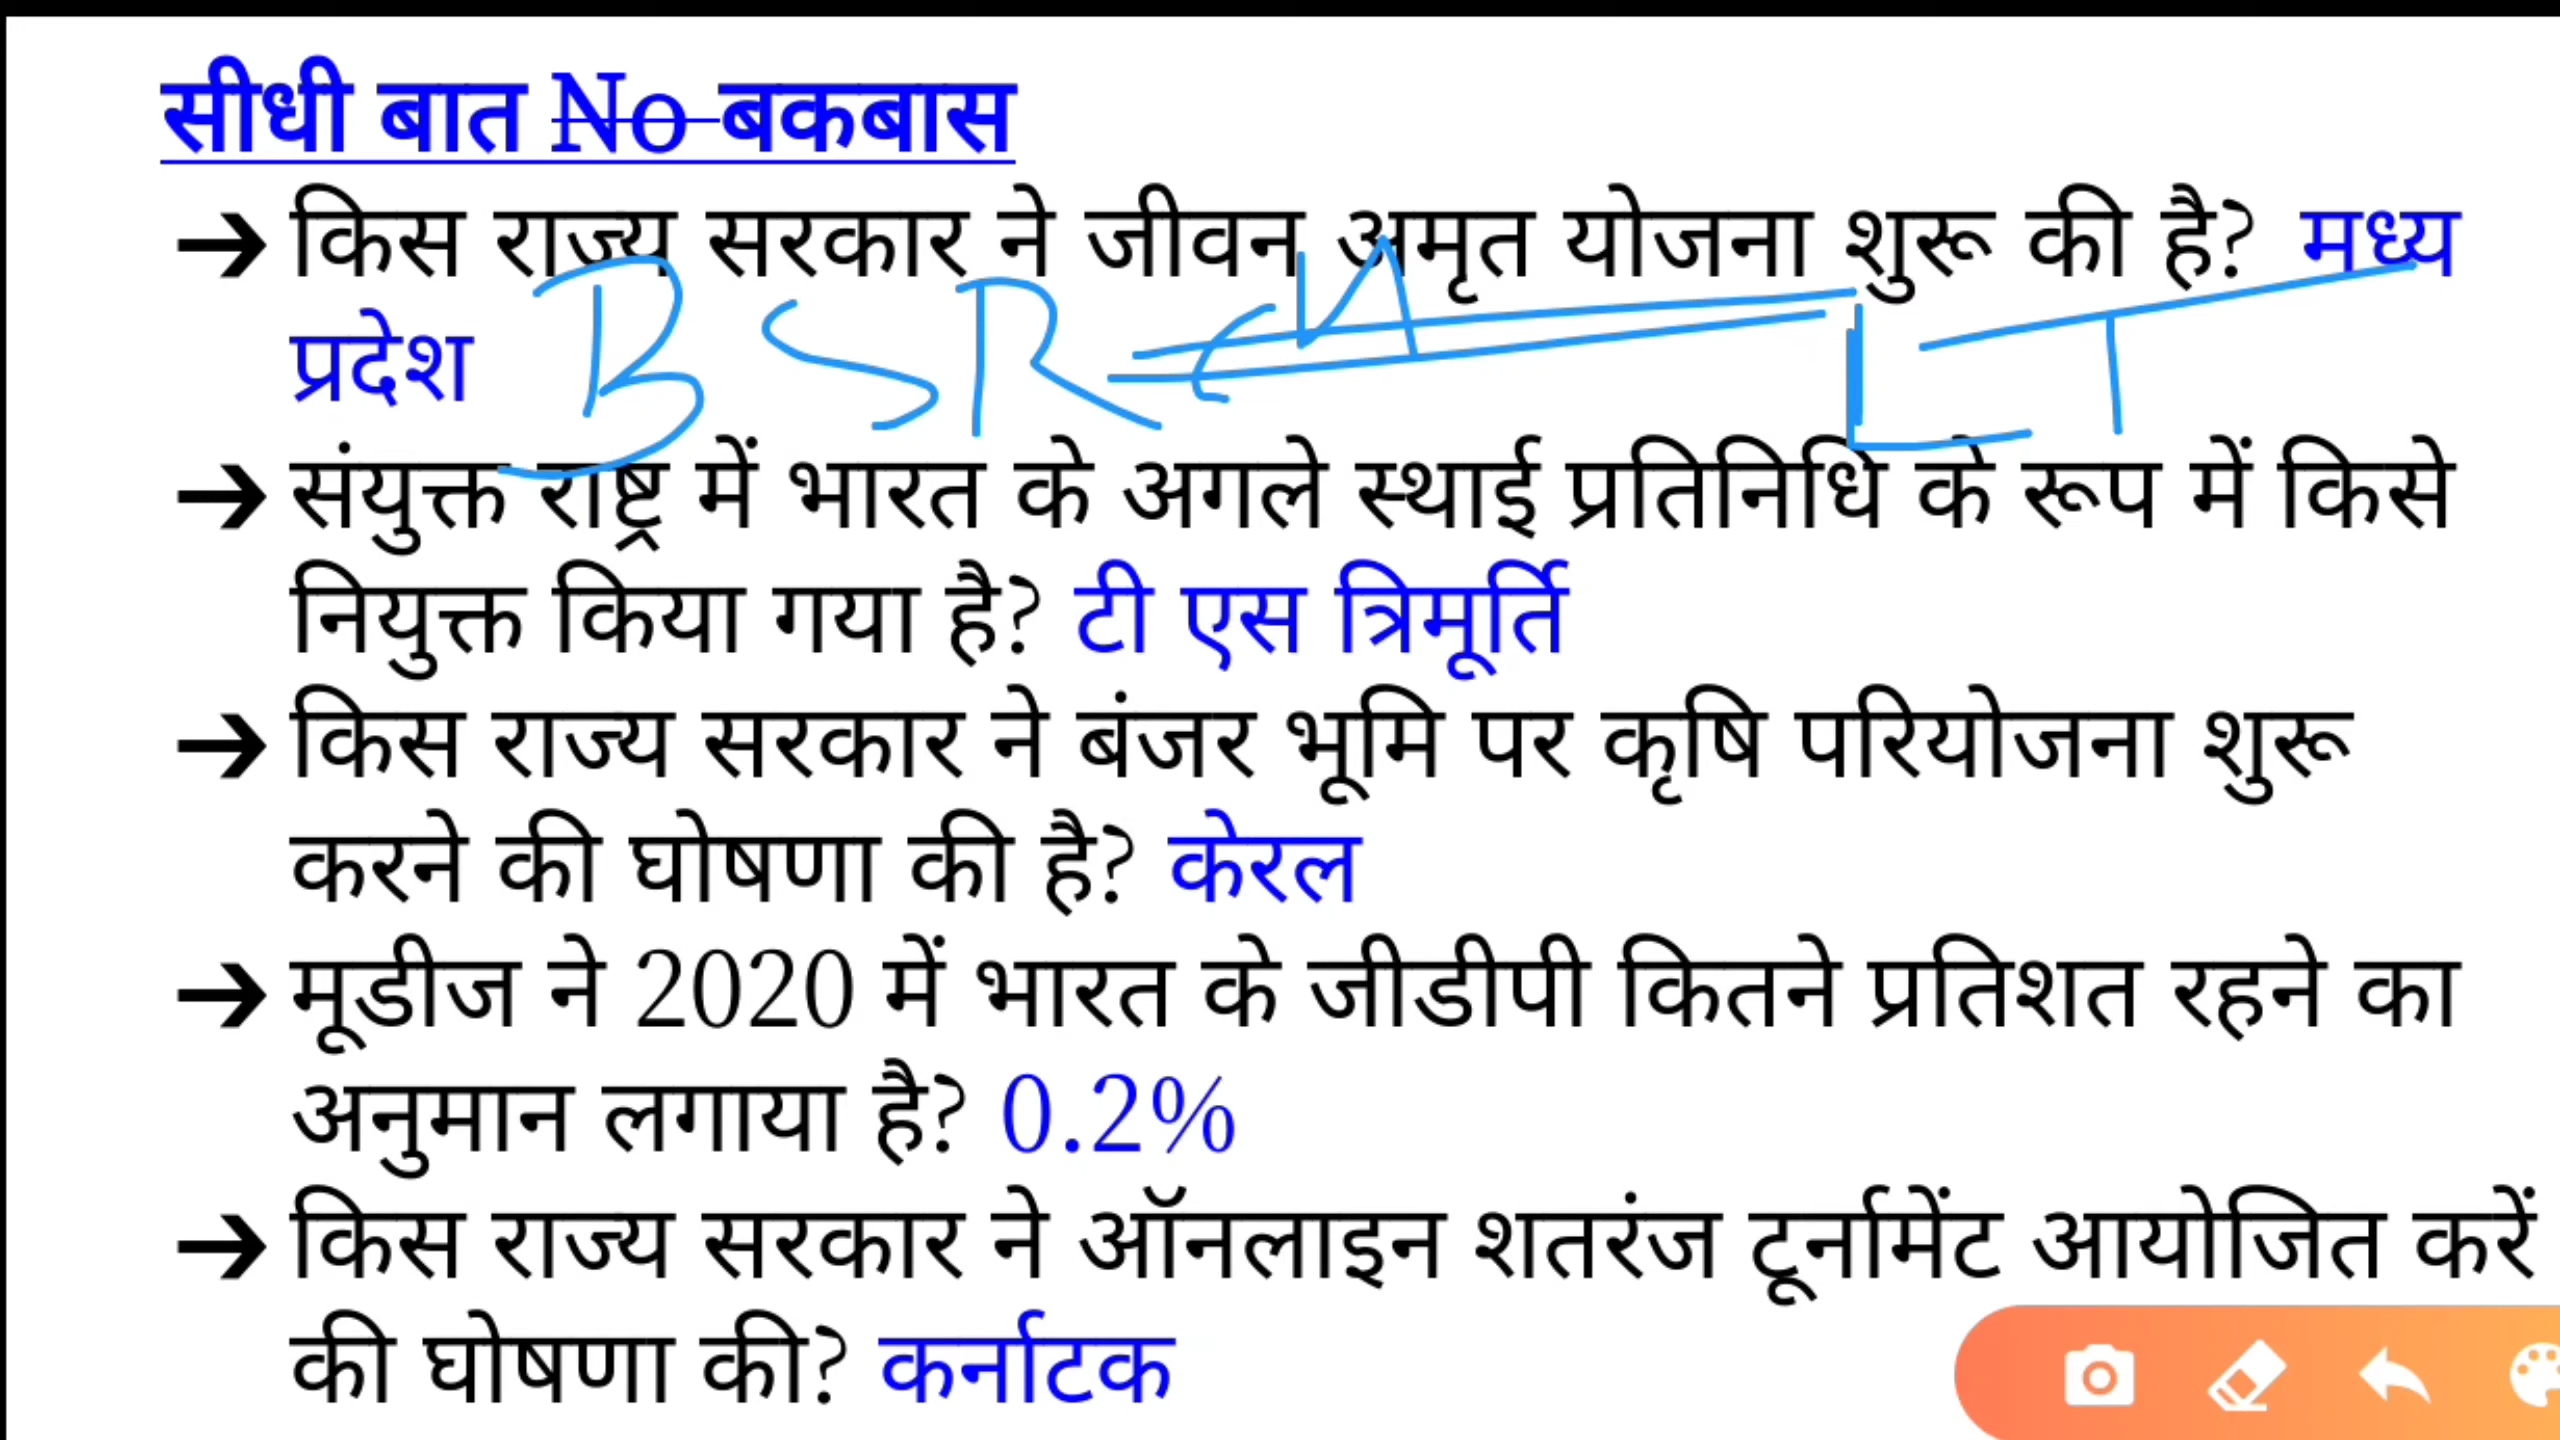 सीधी बात No बकबास
➔ किस राज्य सरकार ने जीवन अमृत योजना शुरू की है? मध्य
प्रदेश
➔ संयुक्त राष्ट्र में भारत के अगले स्थाई प्रतिनिधि के रूप में किसे
नियुक्त किया गया है? टी एस त्रिमूर्ति
➔ किस राज्य सरकार ने बंजर भूमि पर कृषि परियोजना शुरू
करने की घोषणा की है? केरल
➔ मूडीज ने 2020 में भारत के जीडीपी कितने प्रतिशत रहने का
अनुमान लगाया है? 0.2%
➔ किस राज्य सरकार ने ऑनलाइन शतरंज टूर्नामेंट आयोजित करें
की घोषणा की? कर्नाटक